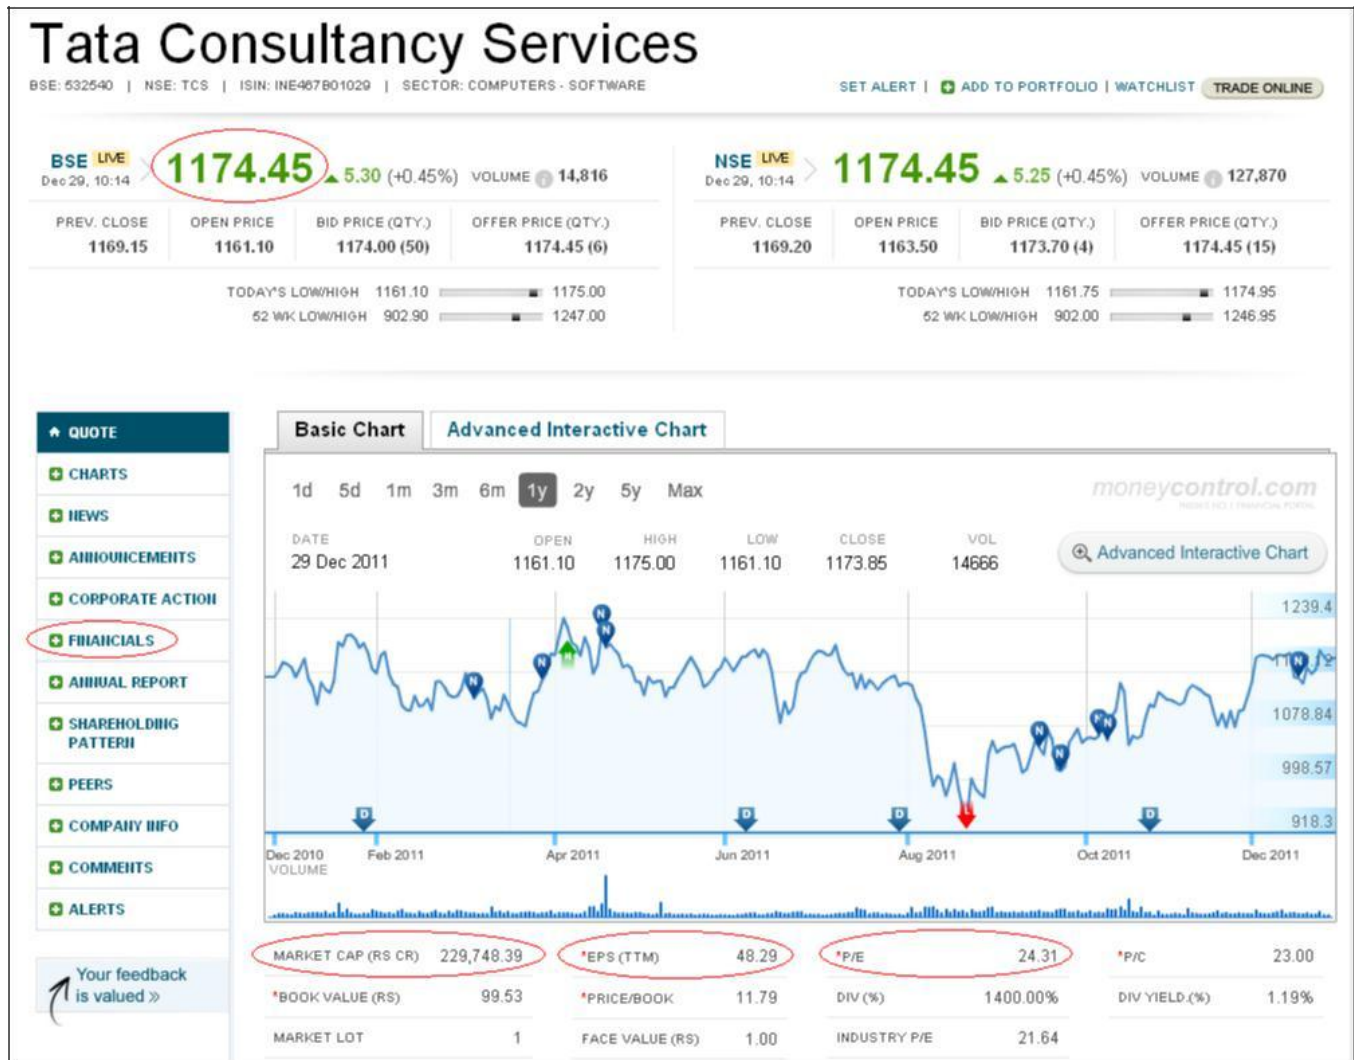 Tata Consultancy Services
BSE: 532540 | NSE: TCS | ISIN: INE467B01029 | SECTOR: COMPUTERS - SOFTWARE
SET ALERT | ADD TO PORTFOLIO | WATCHLIST TRADE ONLINE
BSE LIVE
Dec 29, 10:14
1174.45 5.30 (+0.45%) VOLUME 14,816
PREV. CLOSE OPEN PRICE BID PRICE (QTY.) OFFER PRICE (QTY.)
1169.15 1161.10 1174.00 (50) 1174.45 (6)
TODAY'S LOW/HIGH 1161.10 1175.00
52 WK LOW/HIGH 902.90 1247.00
NSE LIVE
Dec 29, 10:14
1174.45 5.25 (+0.45%) VOLUME 127,870
PREV. CLOSE OPEN PRICE BID PRICE (QTY.) OFFER PRICE (QTY.)
1169.20 1163.50 1173.70 (4) 1174.45 (15)
TODAY'S LOW/HIGH 1161.75 1174.95
52 WK LOW/HIGH 902.00 1246.95
QUOTE
CHARTS
NEWS
ANNOUNCEMENTS
CORPORATE ACTION
FINANCIALS
ANNUAL REPORT
SHAREHOLDING
PATTERN
PEERS
COMPANY INFO
COMMENTS
ALERTS
Your feedback
is valued »
Basic Chart Advanced Interactive Chart
1d 5d 1m 3m 6m 1y 2y 5y Max
moneycontrol.com
DATE OPEN HIGH LOW CLOSE VOL
29 Dec 2011 1161.10 1175.00 1161.10 1173.85 14666
Advanced Interactive Chart
1239.4
1078.84
998.57
918.3
N N N N H N N N N N
D D D L D
Dec 2010 Feb 2011 Apr 2011 Jun 2011 Aug 2011 Oct 2011 Dec 2011
VOLUME
MARKET CAP (RS CR) 229,748.39 *EPS (TTM) 48.29 *P/E 24.31 *P/C 23.00
*BOOK VALUE (RS) 99.53 *PRICE/BOOK 11.79 DIV (%) 1400.00% DIV YIELD.(%) 1.19%
MARKET LOT 1 FACE VALUE (RS) 1.00 INDUSTRY P/E 21.64